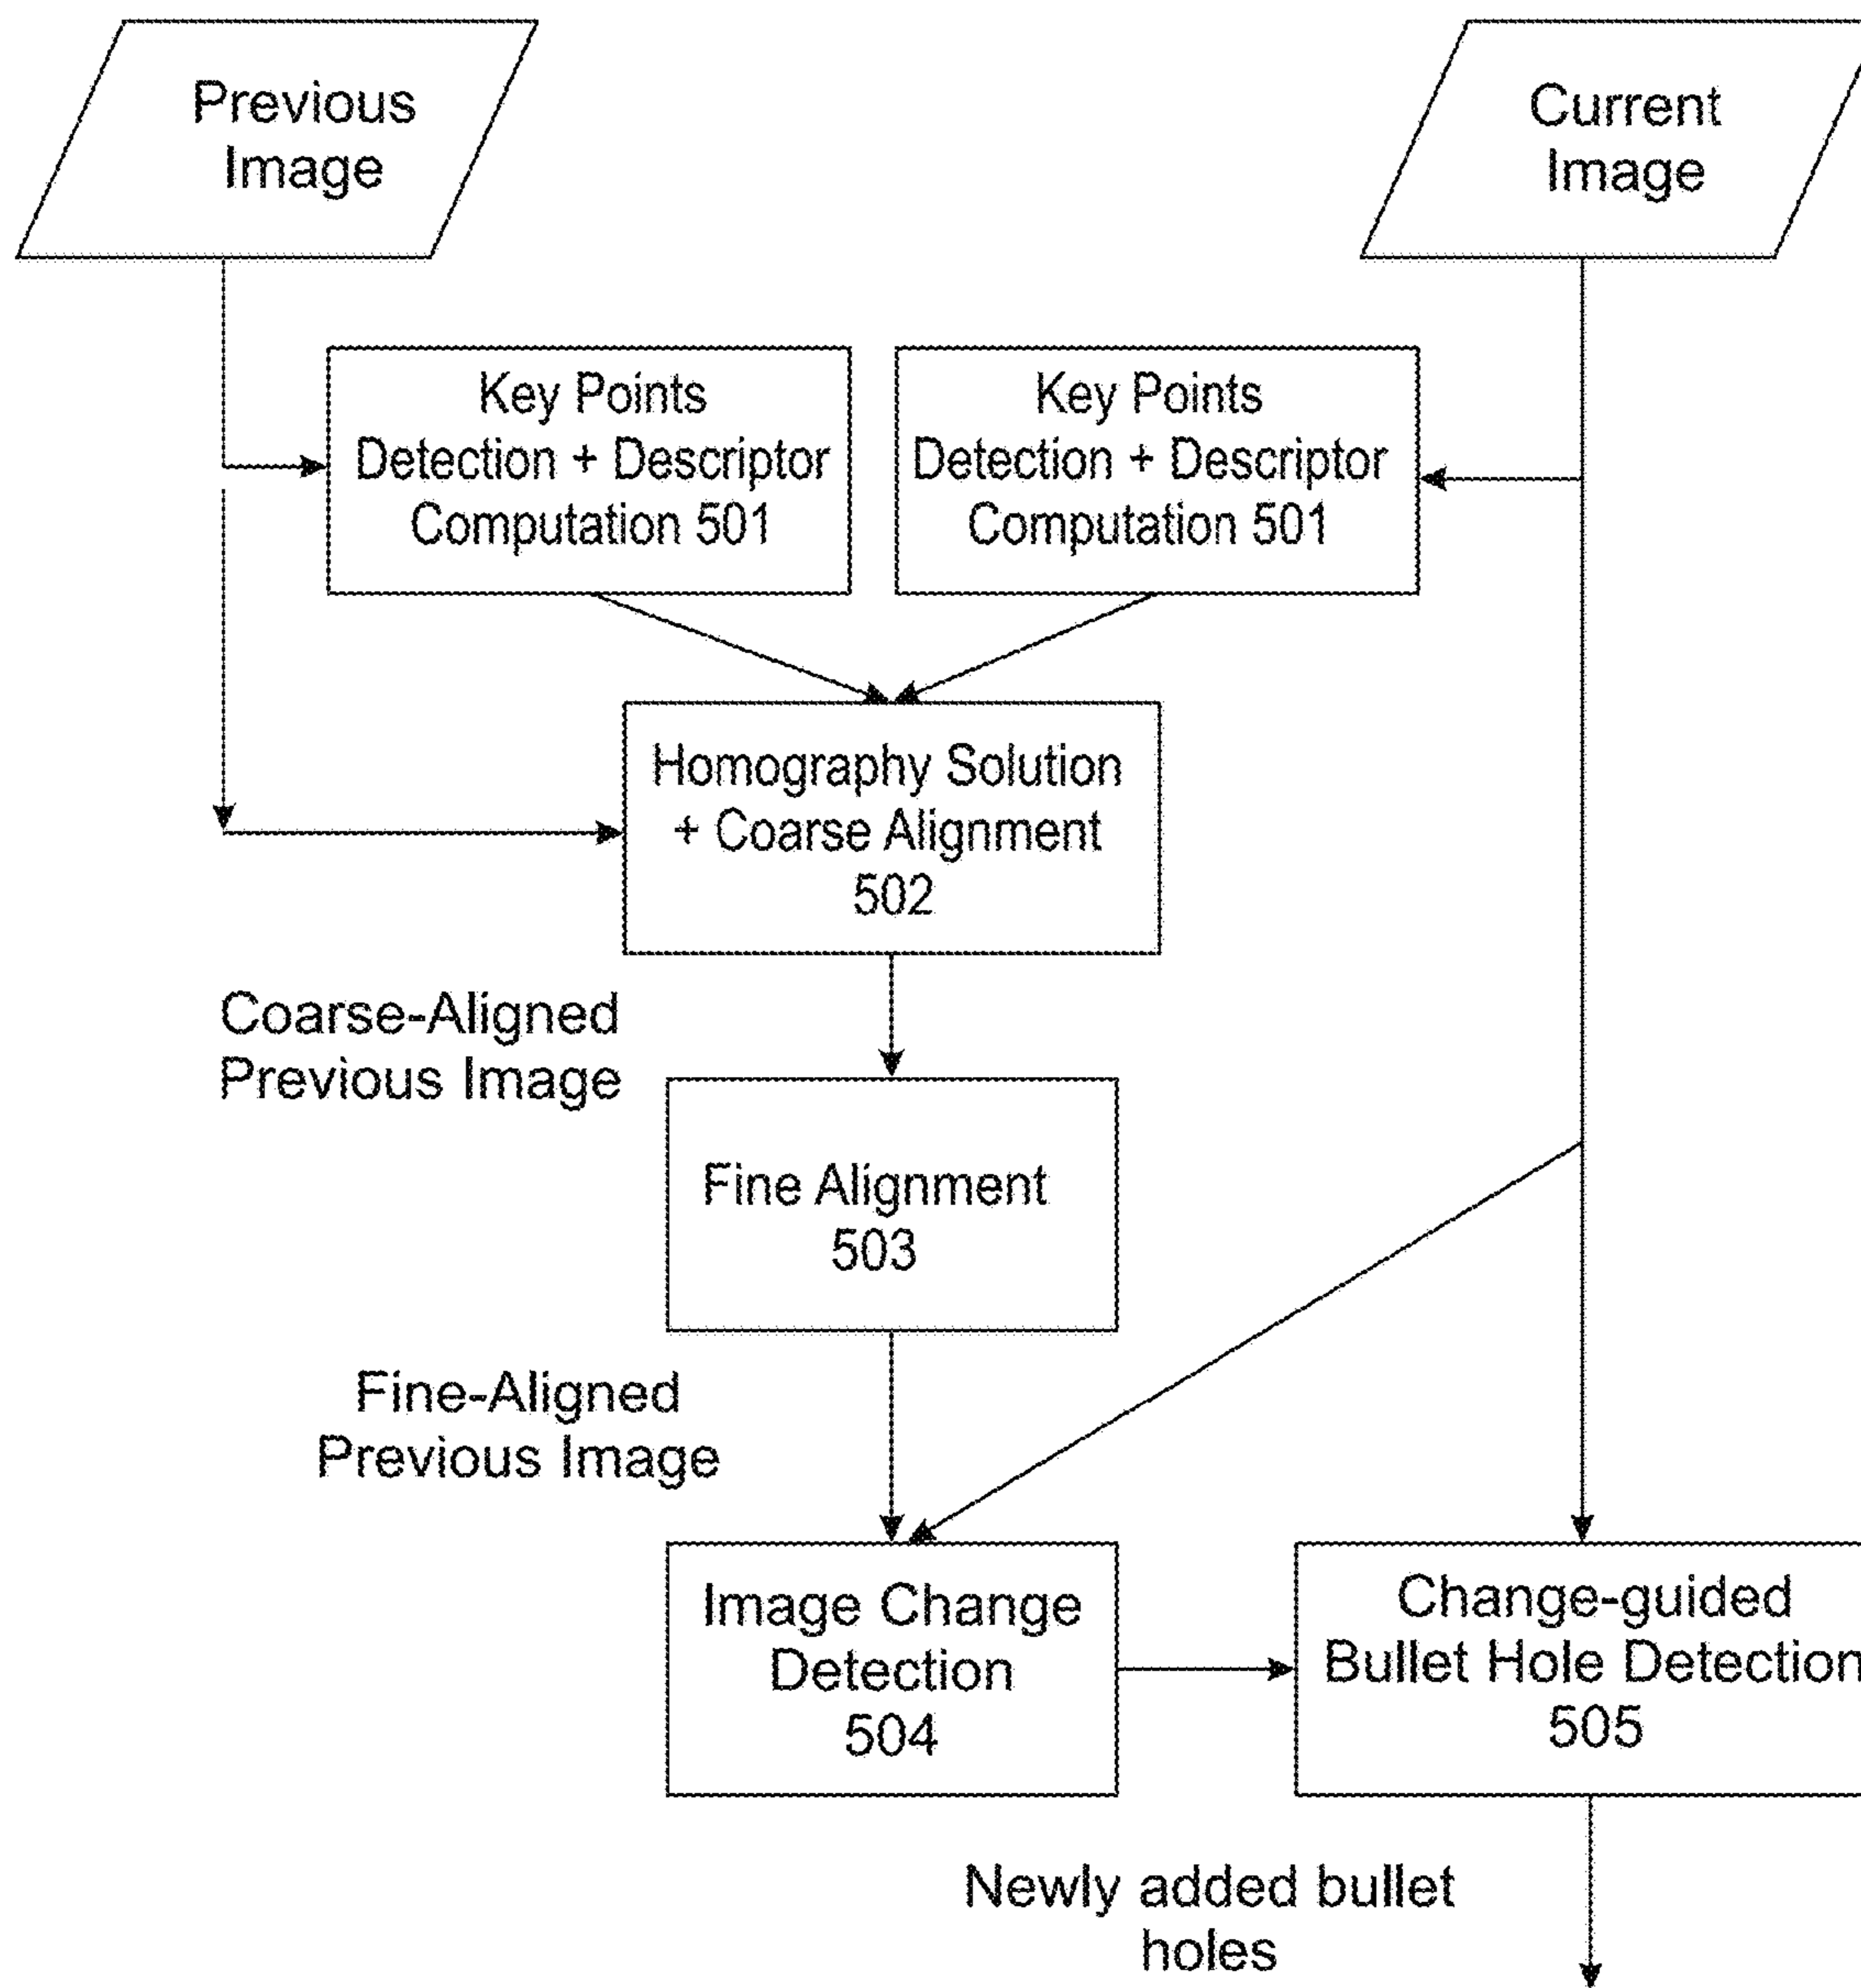 Previous
Image
Current
Image
Key Points
Detection + Descriptor
Computation 501
Key Points
Detection + Descriptor
Computation 501
Homography Solution
+ Coarse Alignment
502
Coarse-Aligned
Previous Image
Fine Alignment
503
Fine-Aligned
Previous Image
Image Change
Detection
504
Change-guided
Bullet Hole Detection
505
Newly added bullet
holes